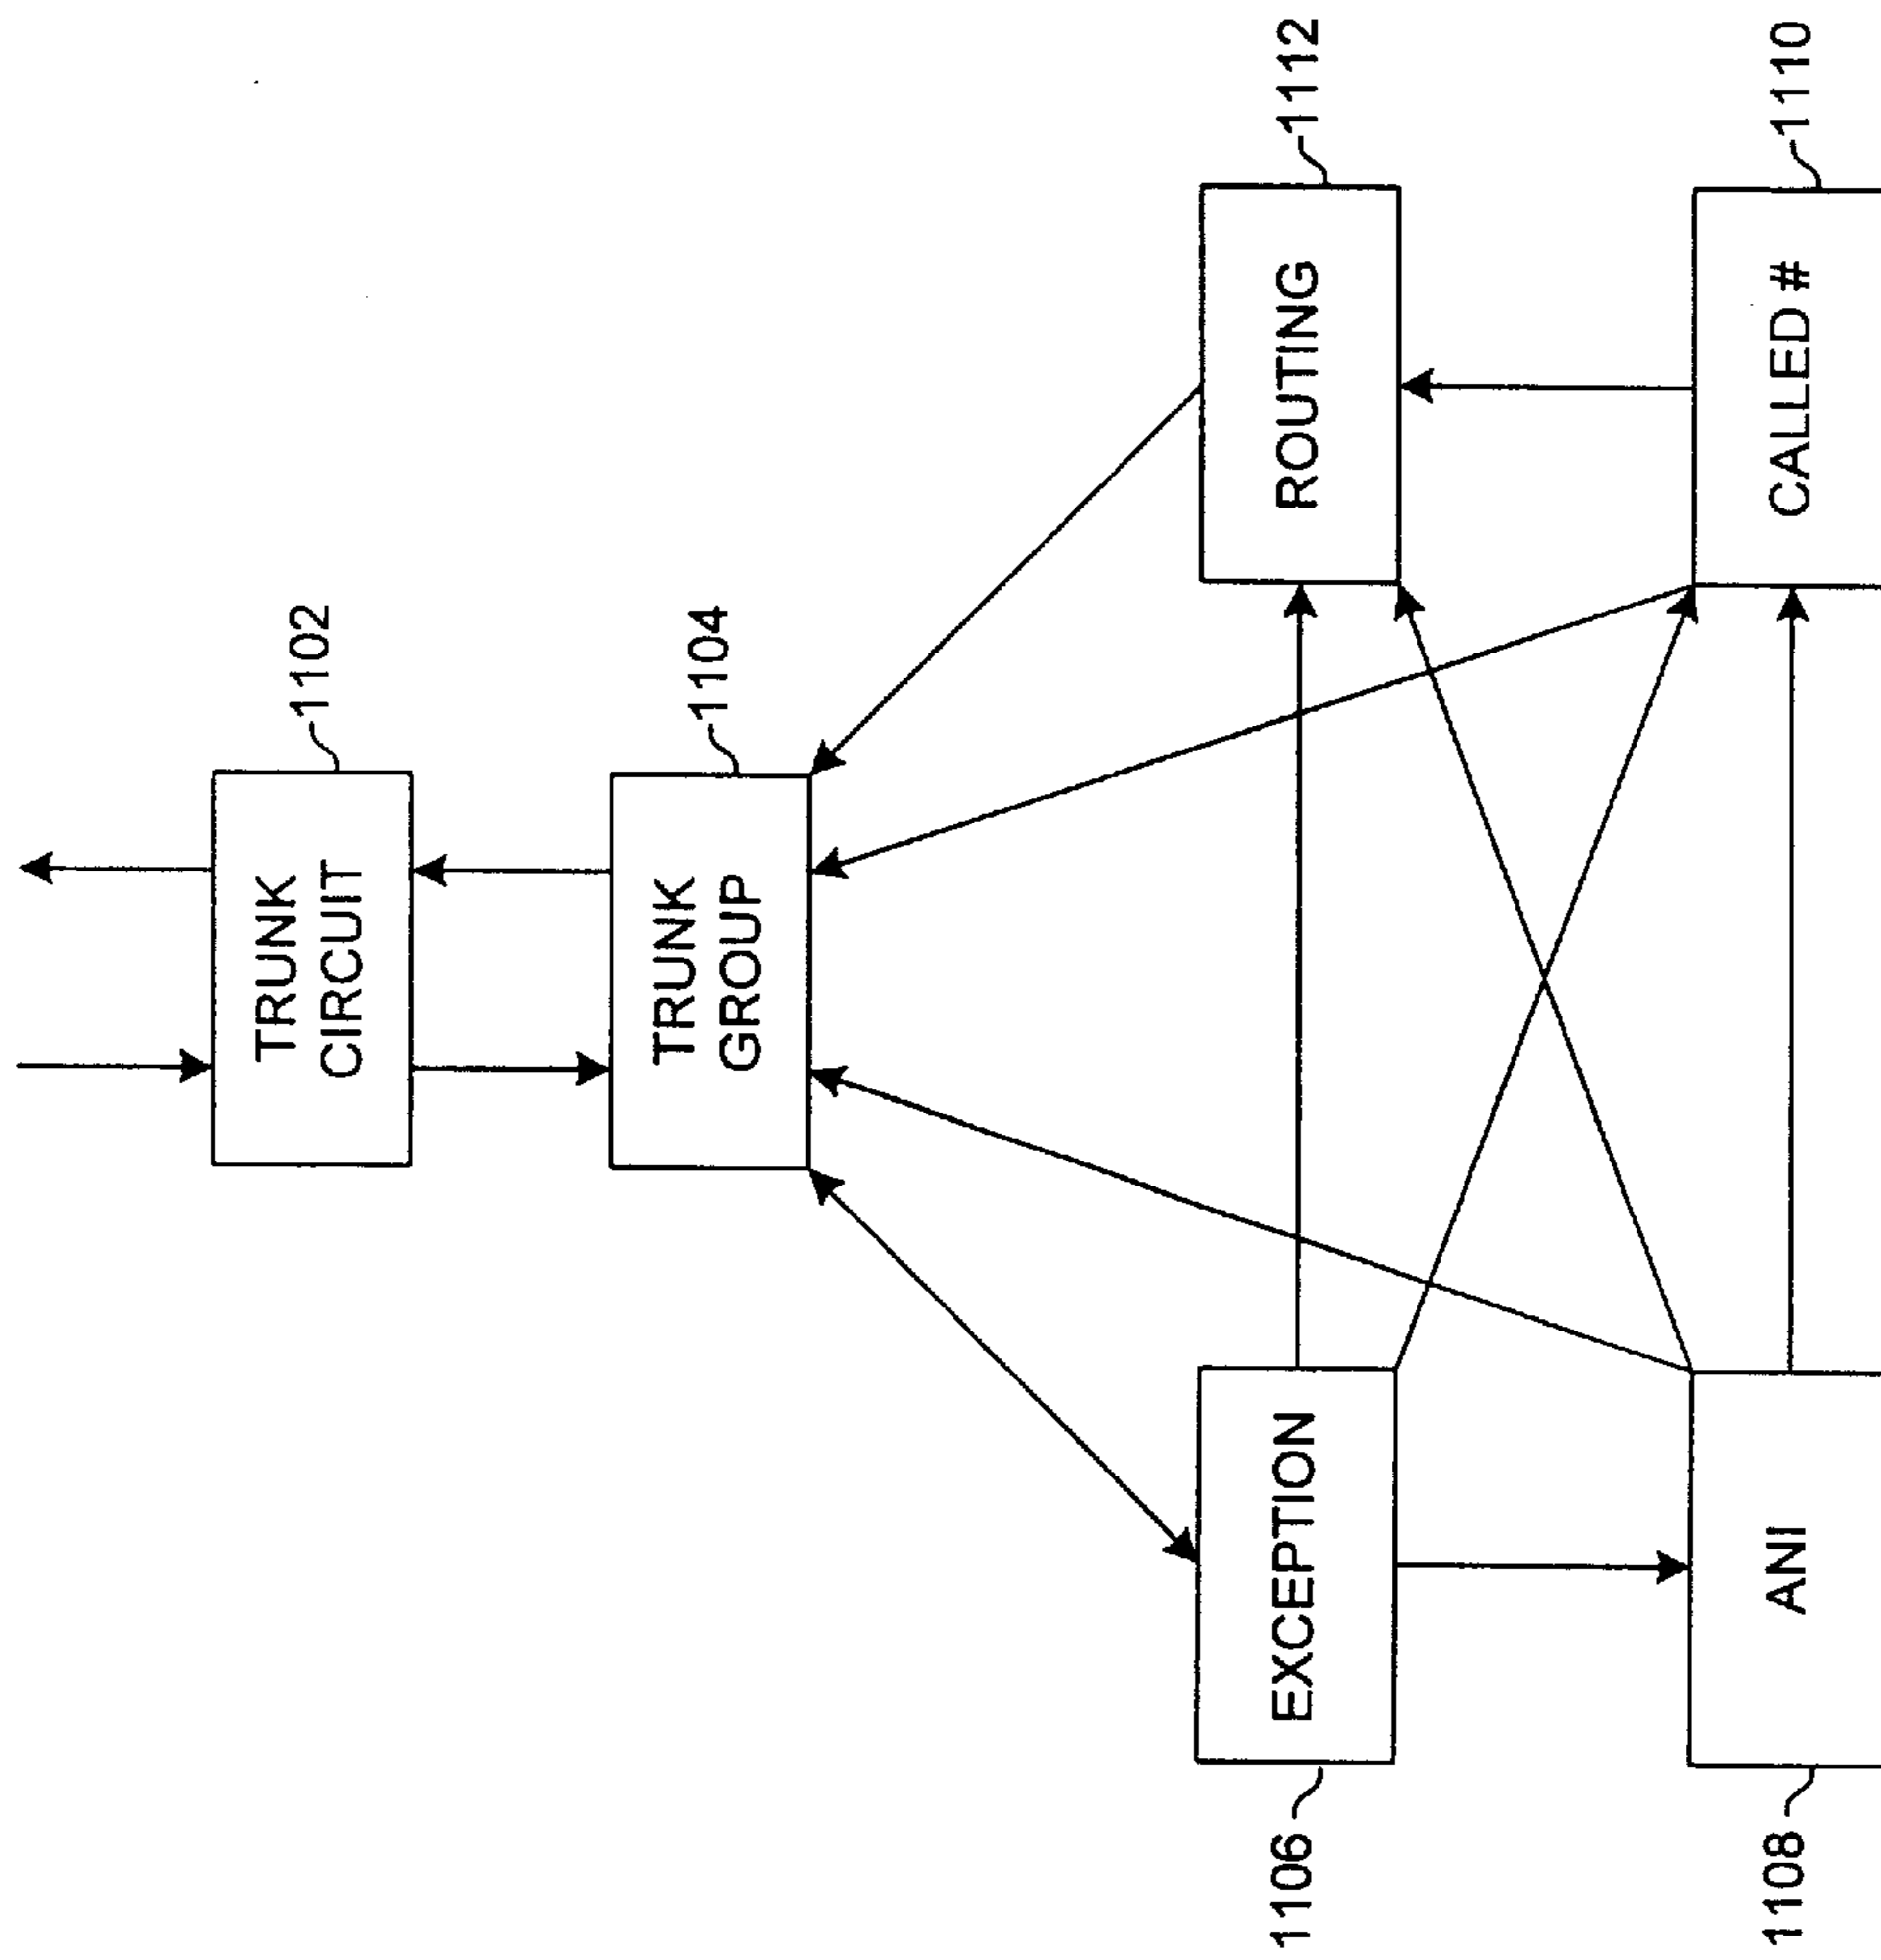 1102
TRUNK
CIRCUIT
1104
TRUNK
GROUP
1106
EXCEPTION
ROUTING
1112
1108
ANI
CALLED #
1110